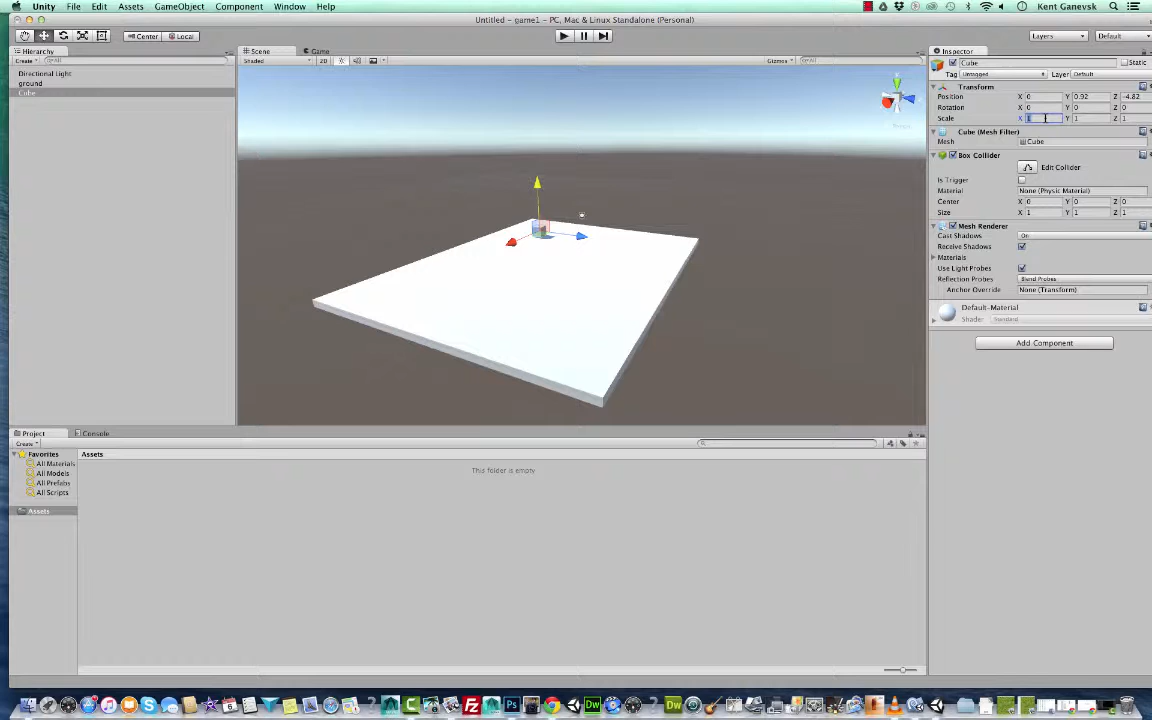 Unity File Edit Assets GameObject Component Window Help Kent Ganevsk
Untitled - game1 - PC, Mac & Linux Standalone (Personal)
Center Local Layers Default
Hierarchy Scene Game Inspector
Create All Shaded 2D Gizmos All Cube Static
Directional Light Tag Untagged Layer Default
ground Transform
Cube Position X 0 Y 0.92 Z -4.82
Rotation X 0 Y 0 Z 0
Scale X 1 Y 1 Z 1
Cube (Mesh Filter)
Mesh Cube
Box Collider
Edit Collider
Is Trigger
Material None (Physic Material)
Center X 0 Y 0 Z 0
Size X 1 Y 1 Z 1
Mesh Renderer
Cast Shadows On
Receive Shadows
Materials
Use Light Probes
Reflection Probes Blend Probes
Anchor Override None (Transform)
Default-Material
Shader Standard
Add Component
Project Console
Create
Favorites Assets
All Materials This folder is empty
All Models
All Prefabs
All Scripts
Assets